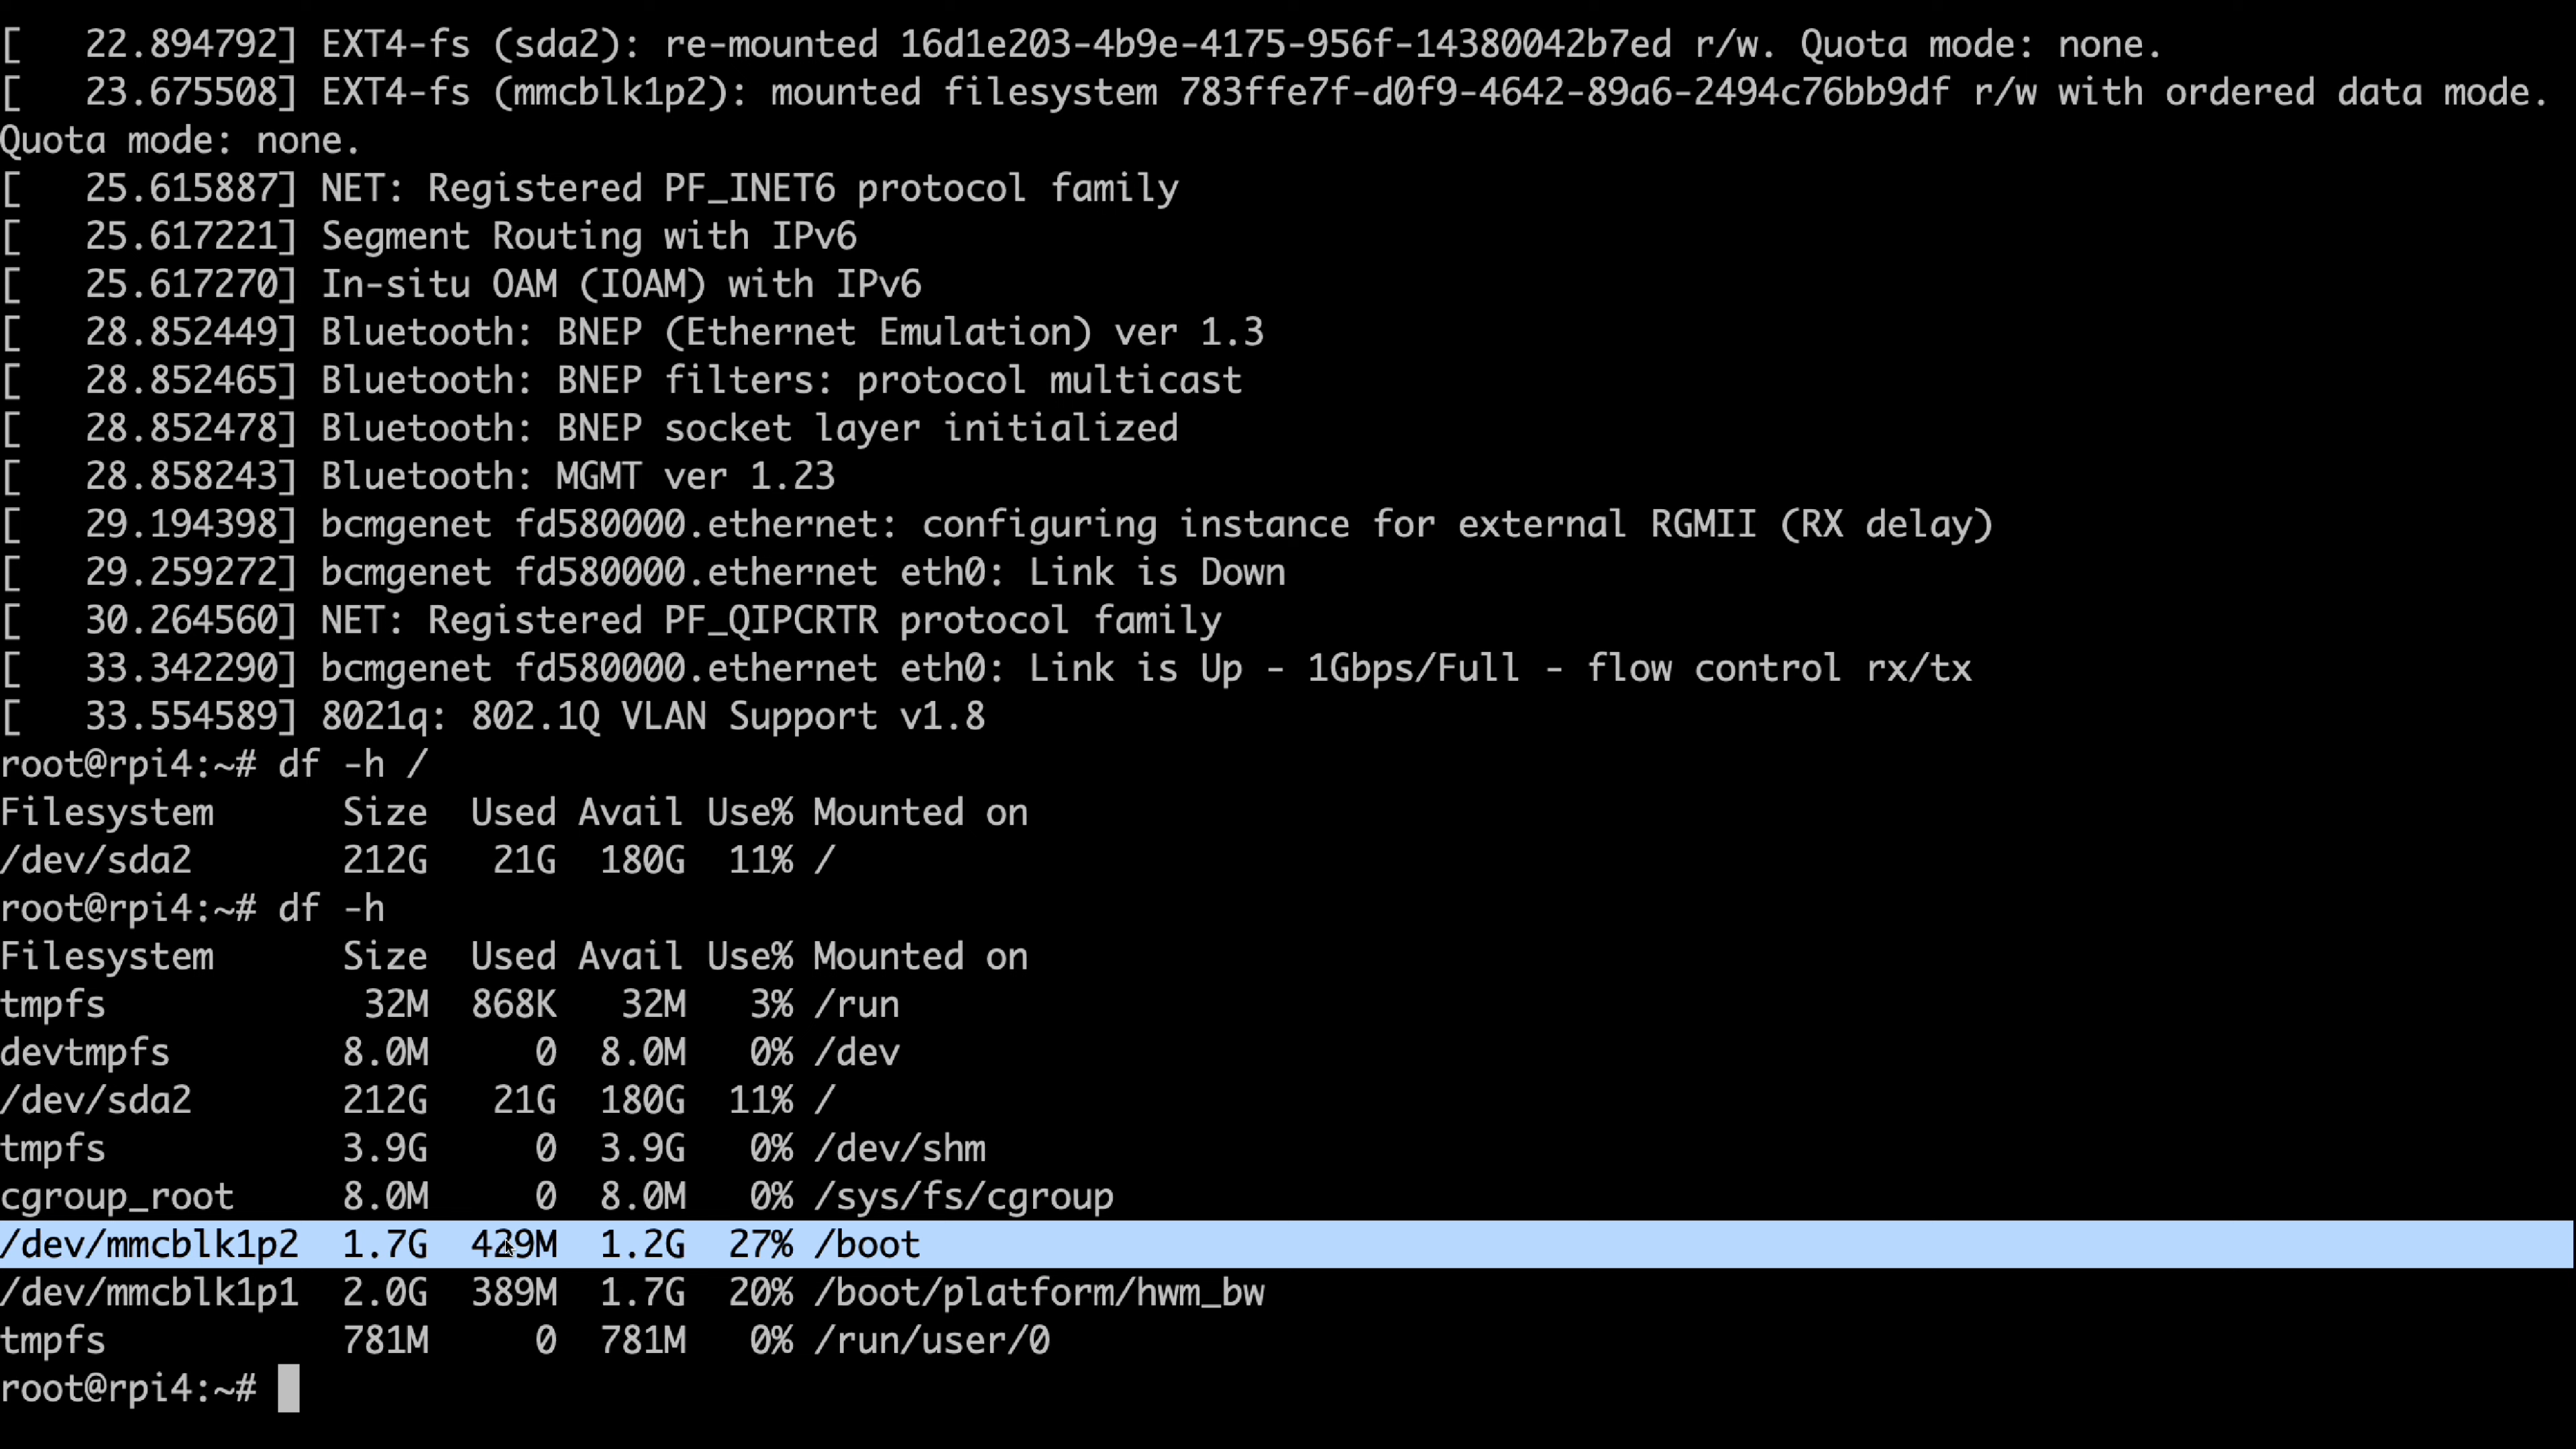 [   22.894792] EXT4-fs (sda2): re-mounted 16d1e203-4b9e-4175-956f-14380042b7ed r/w. Quota mode: none.
[   23.675508] EXT4-fs (mmcblk1p2): mounted filesystem 783ffe7f-d0f9-4642-89a6-2494c76bb9df r/w with ordered data mode.
Quota mode: none.
[   25.615887] NET: Registered PF_INET6 protocol family
[   25.617221] Segment Routing with IPv6
[   25.617270] In-situ OAM (IOAM) with IPv6
[   28.852449] Bluetooth: BNEP (Ethernet Emulation) ver 1.3
[   28.852465] Bluetooth: BNEP filters: protocol multicast
[   28.852478] Bluetooth: BNEP socket layer initialized
[   28.858243] Bluetooth: MGMT ver 1.23
[   29.194398] bcmgenet fd580000.ethernet: configuring instance for external RGMII (RX delay)
[   29.259272] bcmgenet fd580000.ethernet eth0: Link is Down
[   30.264560] NET: Registered PF_QIPCRTR protocol family
[   33.342290] bcmgenet fd580000.ethernet eth0: Link is Up - 1Gbps/Full - flow control rx/tx
[   33.554589] 8021q: 802.1Q VLAN Support v1.8
root@rpi4:~# df -h /
Filesystem      Size  Used Avail Use% Mounted on
/dev/sda2       212G   21G  180G  11% /
root@rpi4:~# df -h
Filesystem      Size  Used Avail Use% Mounted on
tmpfs            32M  868K   32M   3% /run
devtmpfs        8.0M     0  8.0M   0% /dev
/dev/sda2       212G   21G  180G  11% /
tmpfs           3.9G     0  3.9G   0% /dev/shm
cgroup_root     8.0M     0  8.0M   0% /sys/fs/cgroup
/dev/mmcblk1p2  1.7G  429M  1.2G  27% /boot
/dev/mmcblk1p1  2.0G  389M  1.7G  20% /boot/platform/hwm_bw
tmpfs           781M     0  781M   0% /run/user/0
root@rpi4:~#